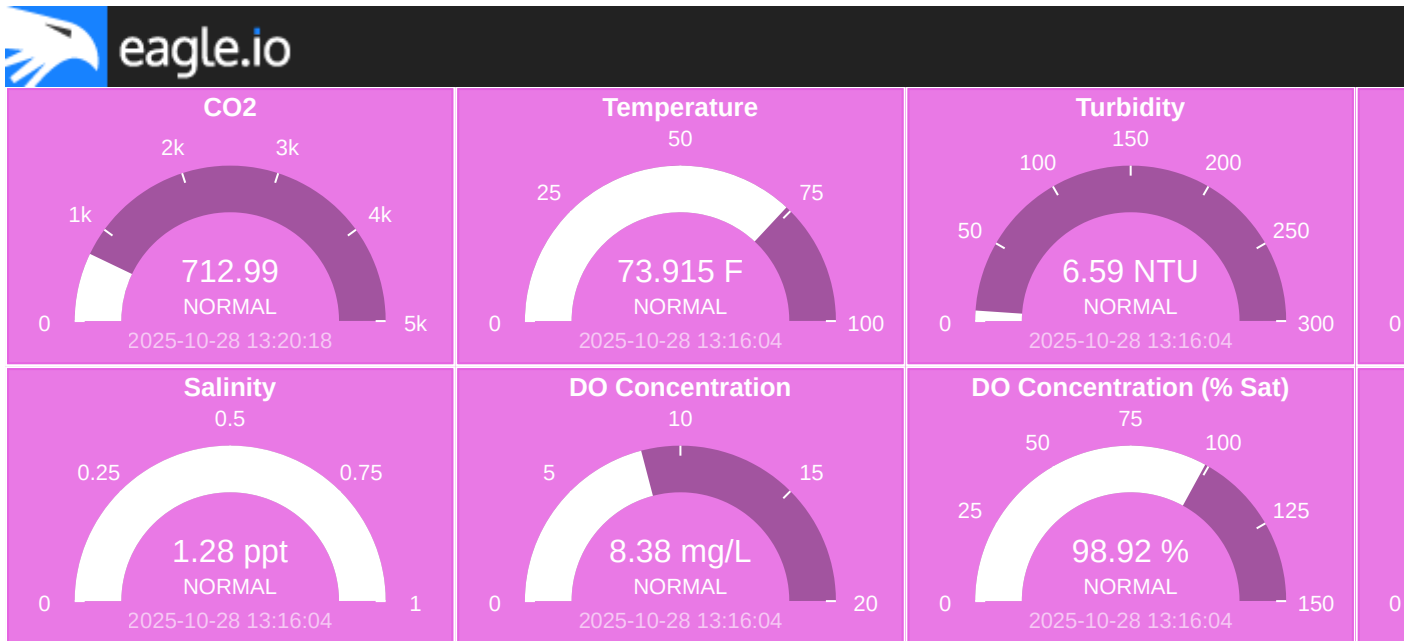 eagle.io
CO2
2k 3k
1k 4k
712.99
NORMAL
0 5k
2025-10-28 13:20:18
Temperature
50
25 75
73.915 F
NORMAL
0 100
2025-10-28 13:16:04
Turbidity
150
100 200
50 250
6.59 NTU
NORMAL
0 300
2025-10-28 13:16:04
0
Salinity
0.5
0.25 0.75
1.28 ppt
NORMAL
0 1
2025-10-28 13:16:04
DO Concentration
10
5 15
8.38 mg/L
NORMAL
0 20
2025-10-28 13:16:04
DO Concentration (% Sat)
75
50 100
25 125
98.92 %
NORMAL
0 150
2025-10-28 13:16:04
0